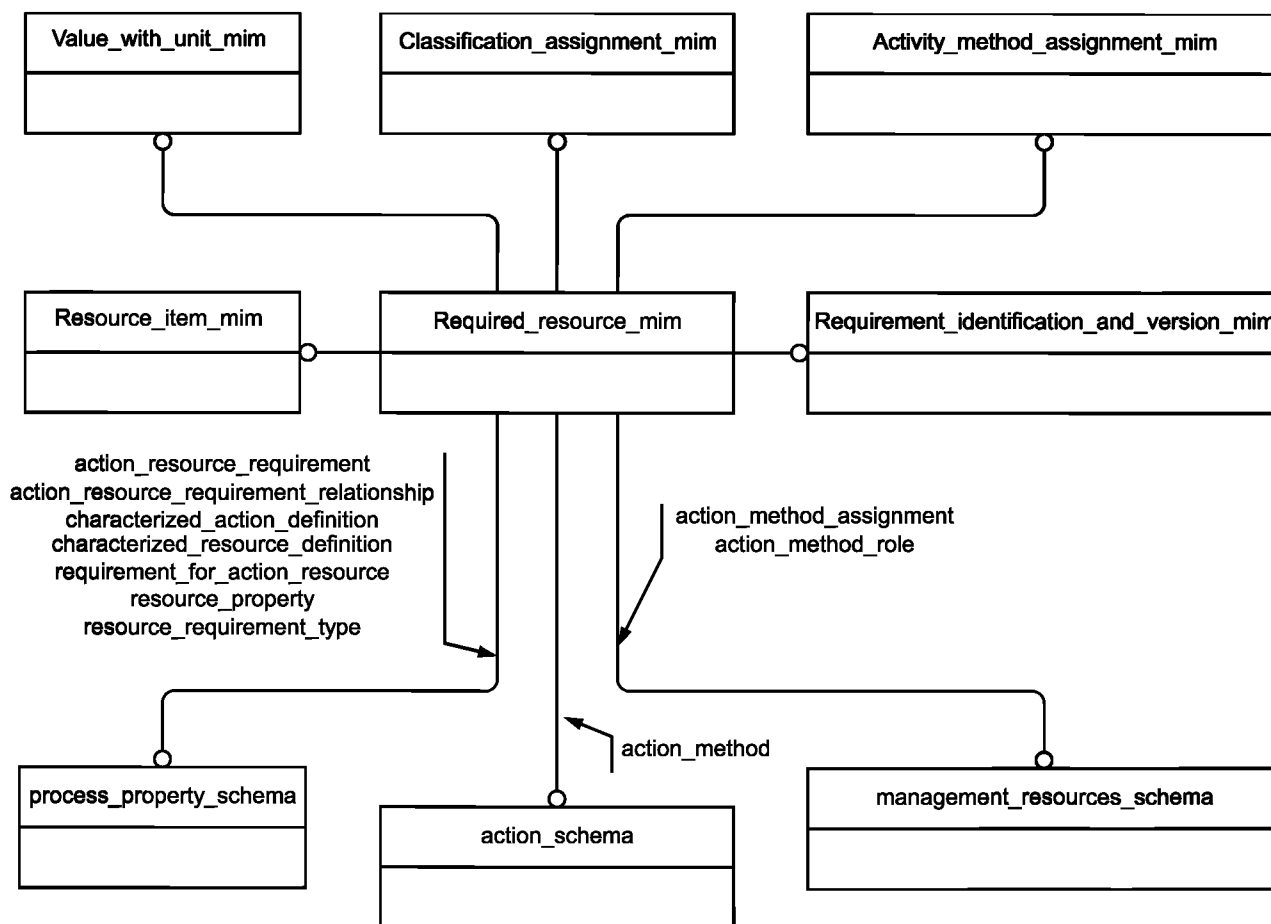 Value_with_unit_mim
Classification_assignment_mim
Activity_method_assignment_mim
Resource_item_mim
Required_resource_mim
Requirement_identification_and_version_mim
action_resource_requirement
action_resource_requirement_relationship
characterized_action_definition
characterized_resource_definition
requirement_for_action_resource
resource_property
resource_requirement_type
action_method_assignment
action_method_role
action_method
process_property_schema
action_schema
management_resources_schema